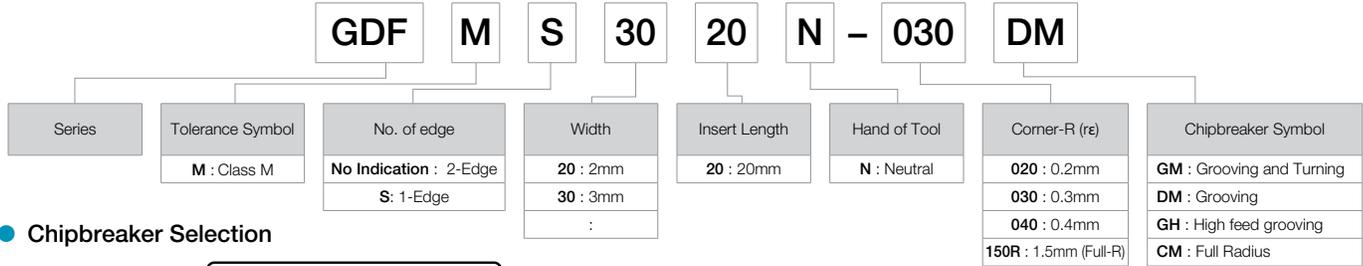 GDF M S 30 20 N – 030 DM
Series Tolerance Symbol No. of edge Width Insert Length Hand of Tool Corner-R (rε) Chipbreaker Symbol
M : Class M No Indication : 2-Edge 20 : 2mm 20 : 20mm N : Neutral 020 : 0.2mm GM : Grooving and Turning
S: 1-Edge 30 : 3mm 030 : 0.3mm DM : Grooving
: 040 : 0.4mm GH : High feed grooving
Chipbreaker Selection
150R : 1.5mm (Full-R) CM : Full Radius